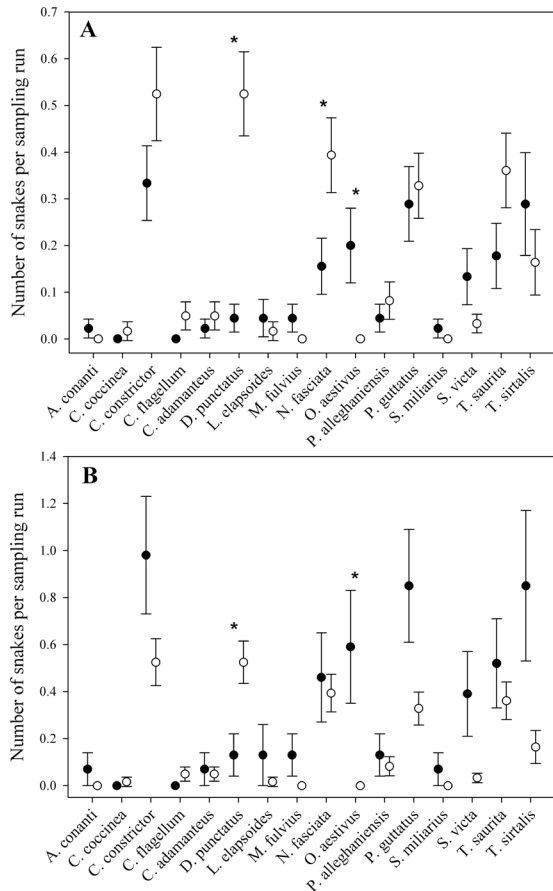 A
Number of snakes per sampling run
0.7
0.6
0.5
0.4
0.3
0.2
0.1
0.0
*
*
*
A. conanti
C. coccinea
C. constrictor
C. flagellum
C. adamanteus
D. punctatus
L. elapsoides
M. fulvius
N. fasciata
O. aestivus
P. alleghaniensis
P. guttatus
S. miliarius
S. victa
T. saurita
T. sirtalis
B
Number of snakes per sampling run
1.4
1.2
1.0
0.8
0.6
0.4
0.2
0.0
*
*
A. conanti
C. coccinea
C. constrictor
C. flagellum
C. adamanteus
D. punctatus
L. elapsoides
M. fulvius
N. fasciata
O. aestivus
P. alleghaniensis
P. guttatus
S. miliarius
S. victa
T. saurita
T. sirtalis